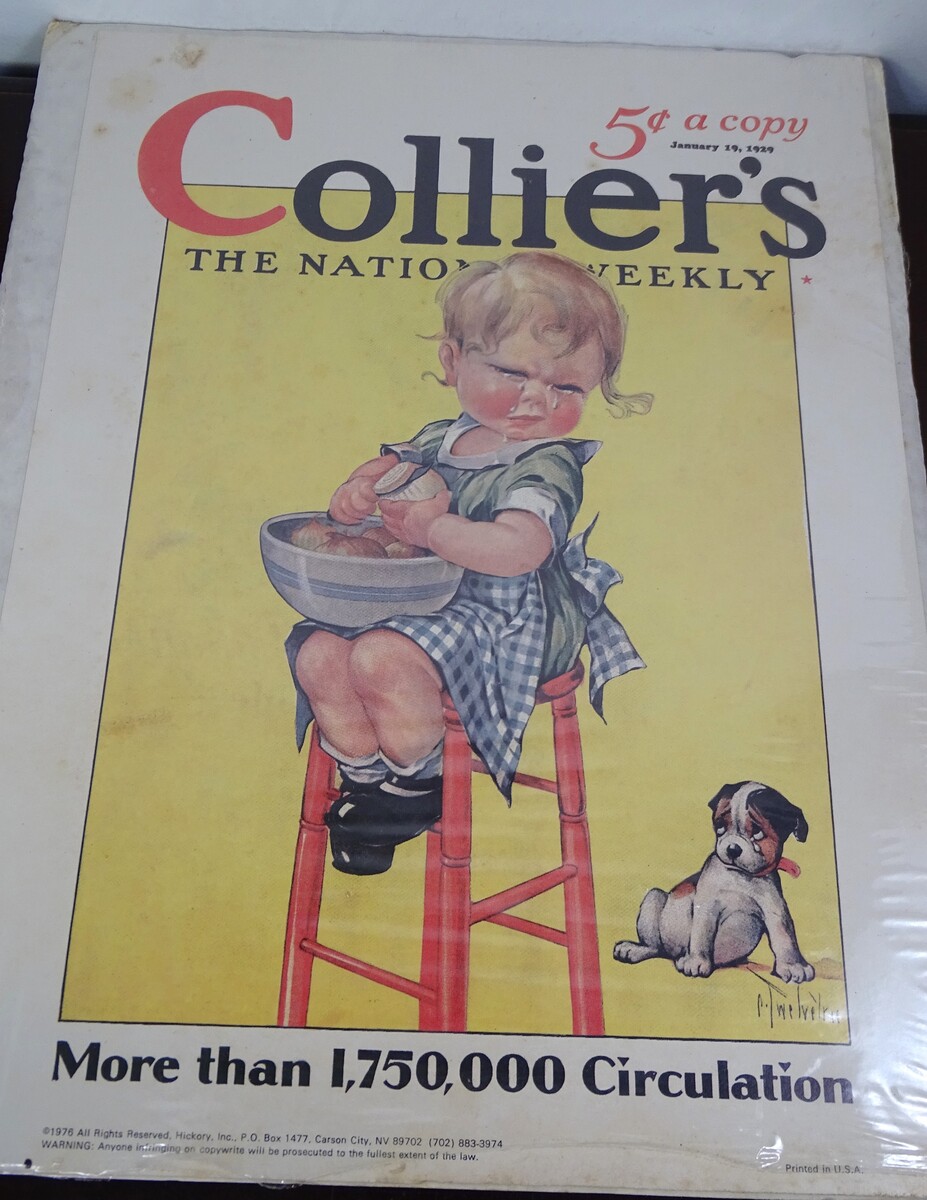 5¢ a copy
January 19, 1929
Collier's
THE NATIO WEEKLY
More than 1,750,000 Circulation
©1976 All Rights Reserved, Hickory, Inc., P.O. Box 1477, Carson City, NV 89702 (702) 883-3974
WARNING: Anyone infringing on copywrite will be prosecuted to the fullest extent of the law.
Printed in U.S.A.